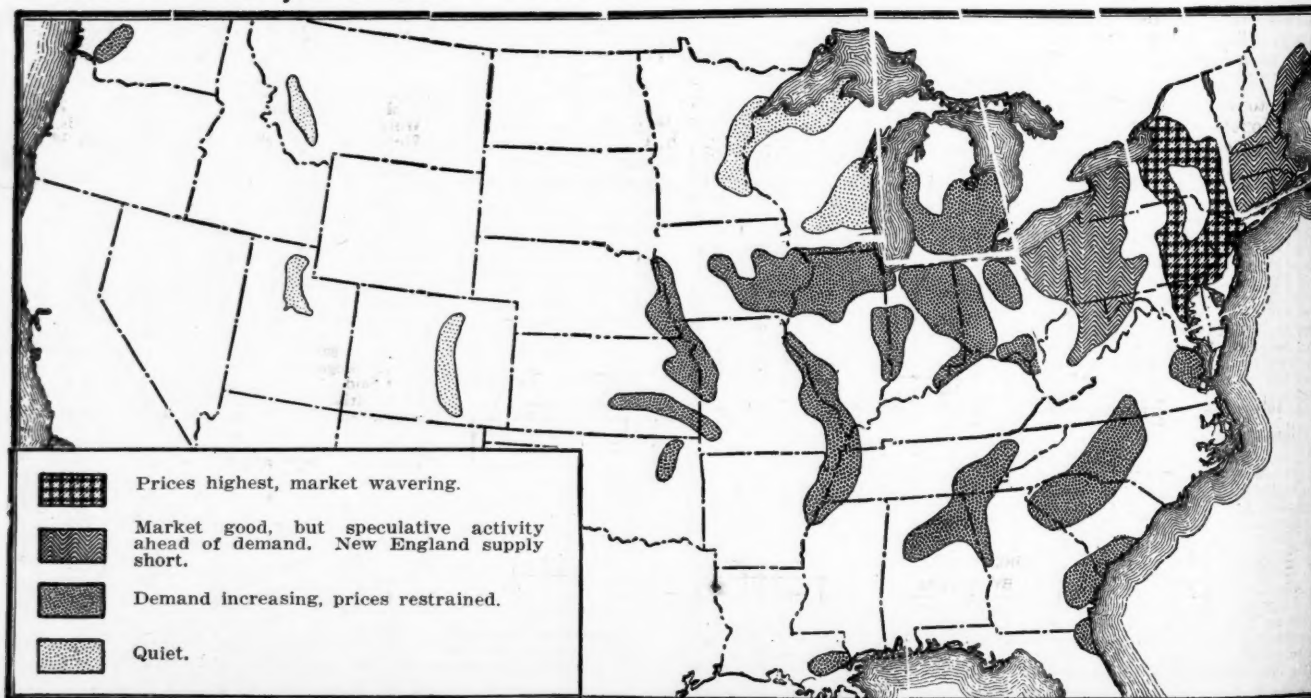 Prices highest, market wavering.
Market good, but speculative activity
ahead of demand. New England supply
short.
Demand increasing, prices restrained.
Quiet.